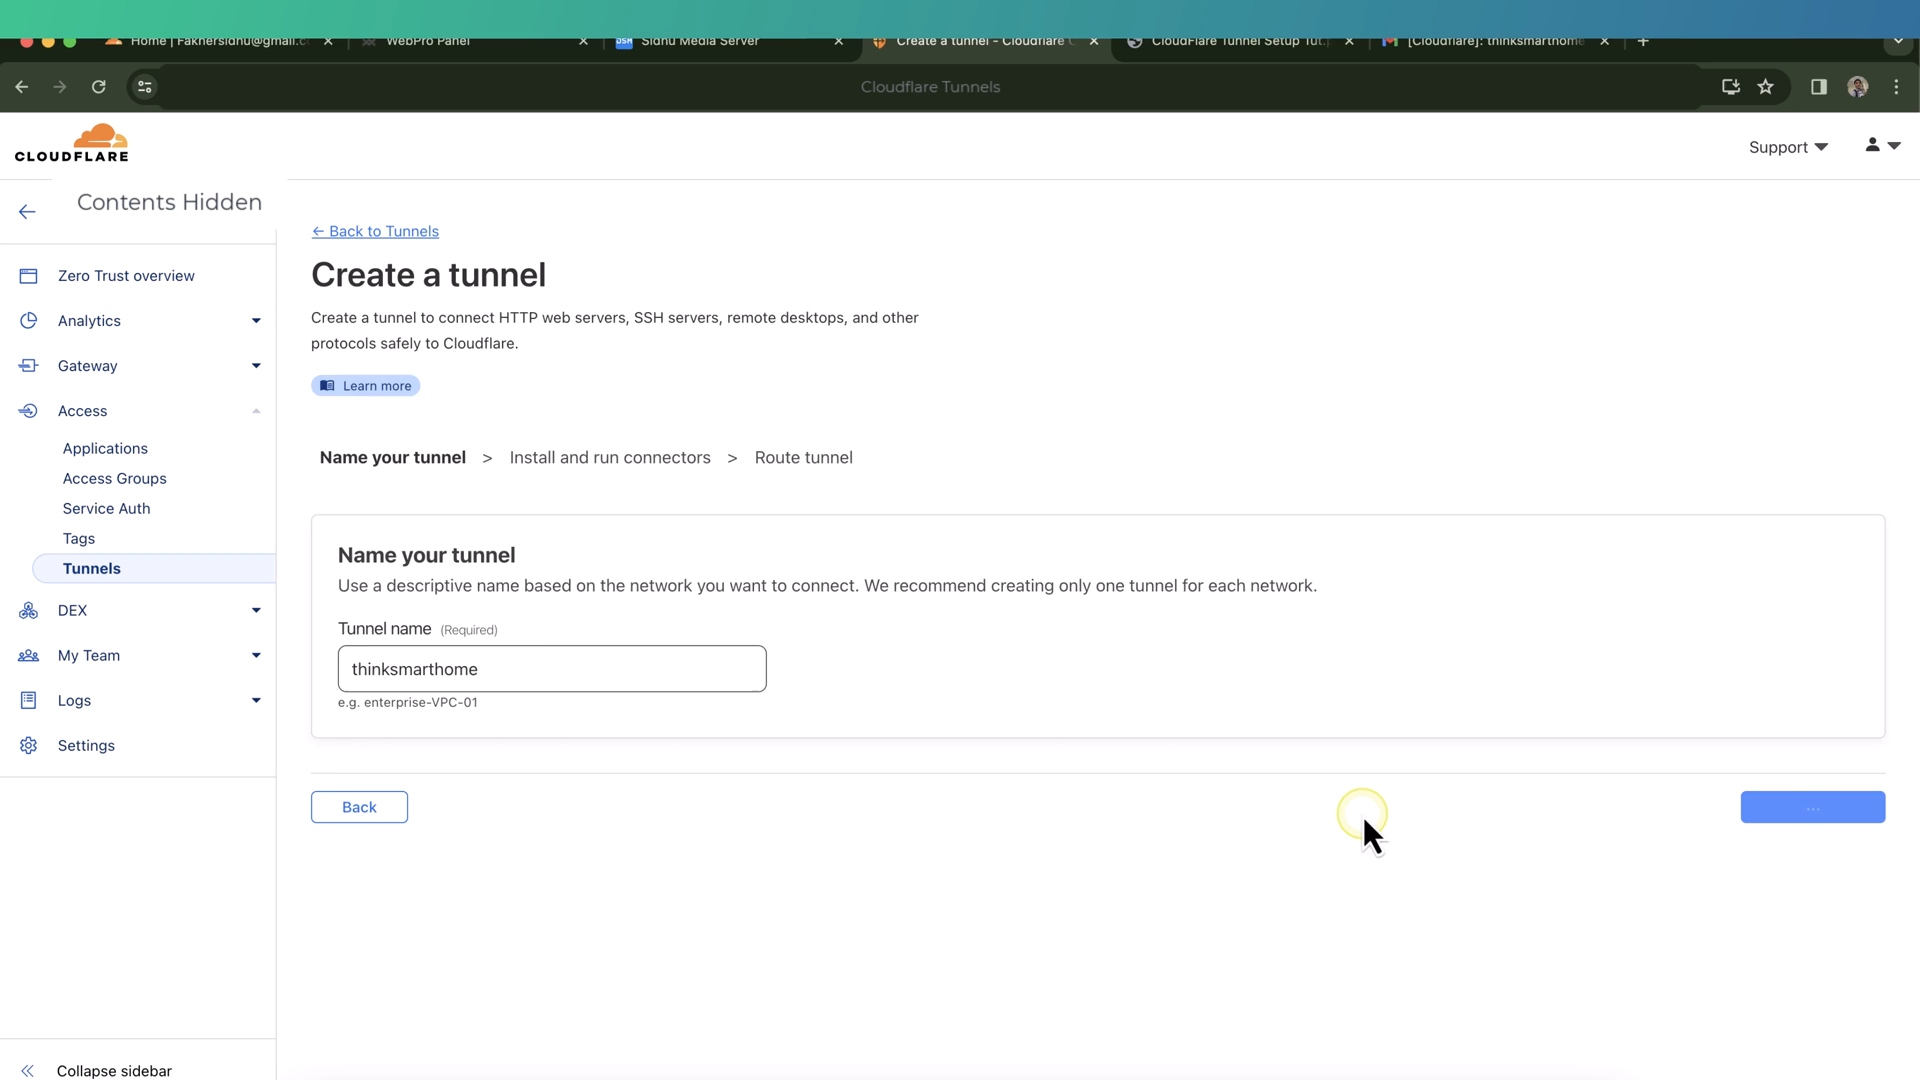 Home | Fakhersidhu@gmail.c
WebPro Panel
Sidhu Media Server
Create a tunnel - Cloudflare
CloudFlare Tunnel Setup Tut
[Cloudflare]: thinksmarthome
Cloudflare Tunnels
CLOUDFLARE
Support
Contents Hidden
← Back to Tunnels
Zero Trust overview
Create a tunnel
Analytics
Create a tunnel to connect HTTP web servers, SSH servers, remote desktops, and other
protocols safely to Cloudflare.
Gateway
Learn more
Access
Applications
Name your tunnel > Install and run connectors > Route tunnel
Access Groups
Service Auth
Tags
Name your tunnel
Tunnels
Use a descriptive name based on the network you want to connect. We recommend creating only one tunnel for each network.
DEX
Tunnel name (Required)
My Team
thinksmarthome
Logs
e.g. enterprise-VPC-01
Settings
Back
...
Collapse sidebar